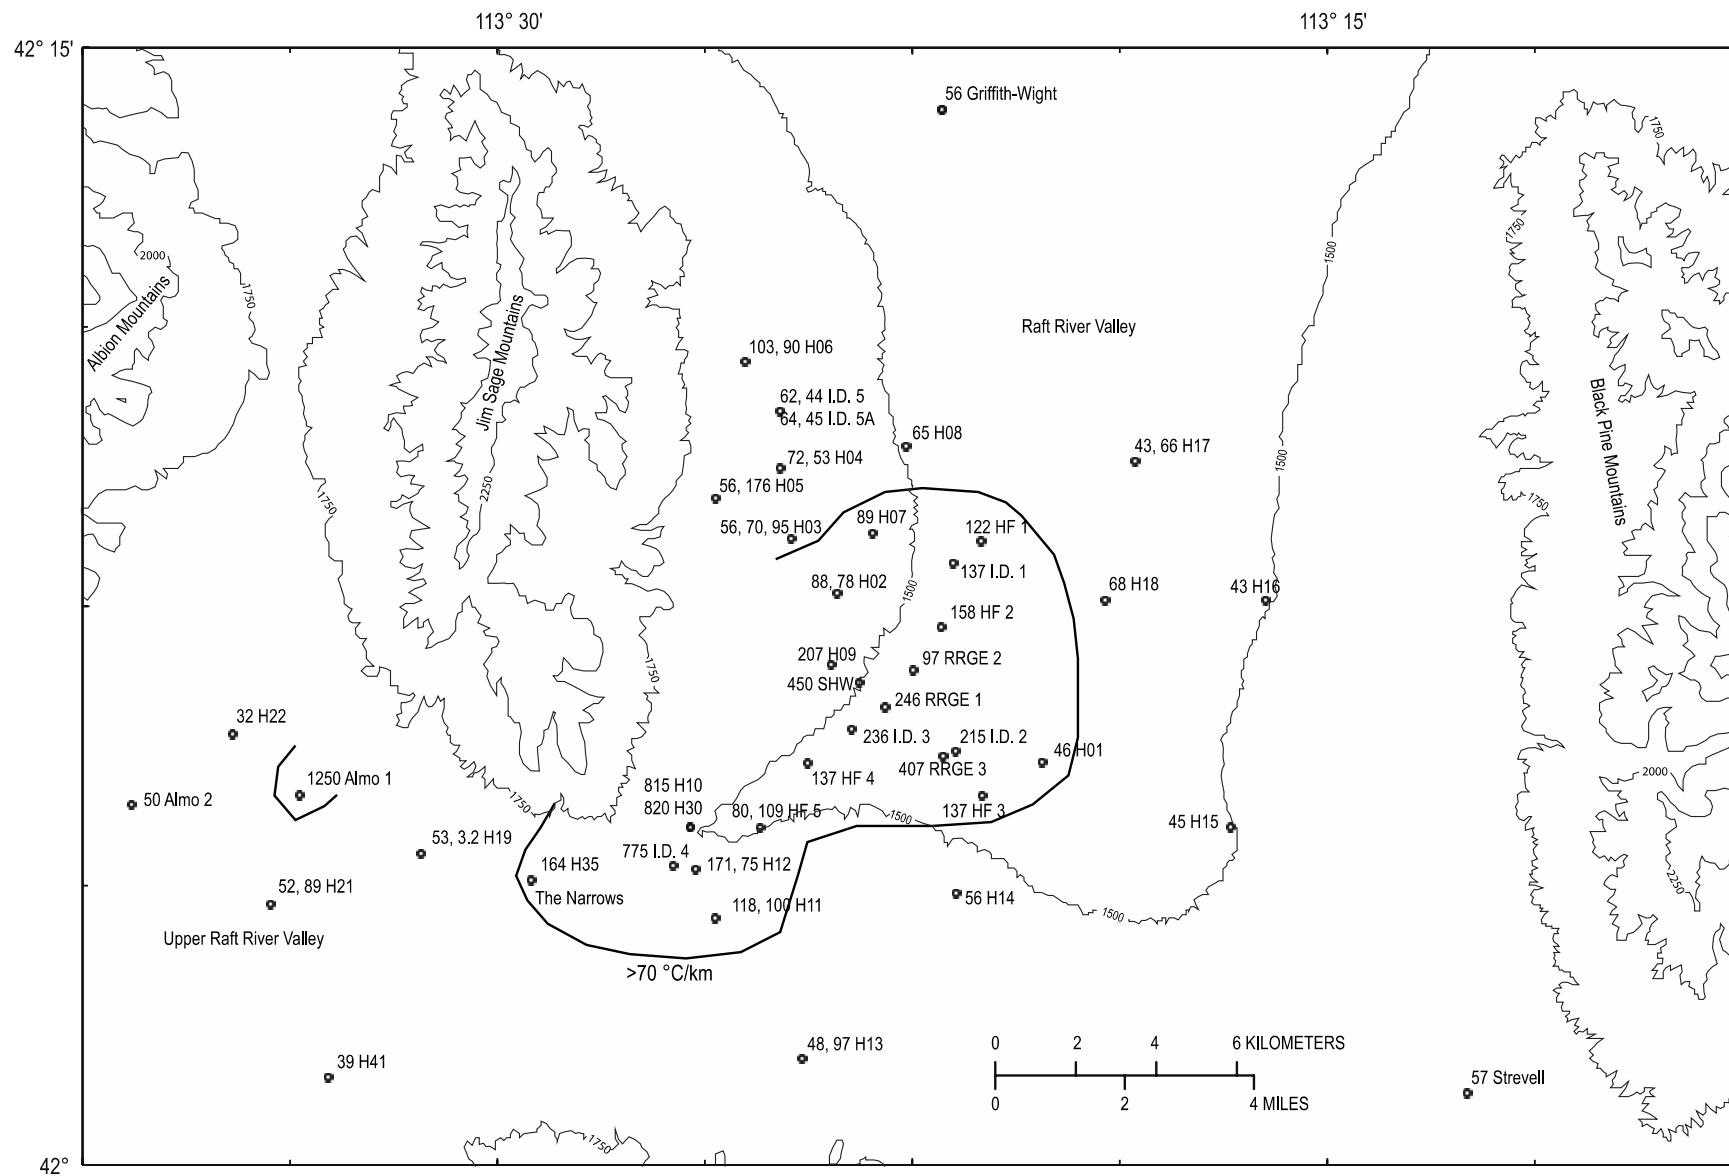 113° 30'
113° 15'
42° 15'
56 Griffith-Wight
1750
1750
2000
1750
1500
1500
Albion Mountains
Jim Sage Mountains
Raft River Valley
Black Pine Mountains
103, 90 H06
62, 44 I.D. 5
64, 45 I.D. 5A
65 H08
43, 66 H17
72, 53 H04
1500
56, 176 H05
2250
1750
1750
56, 70, 95 H03
89 H07
122 HF 1
137 I.D. 1
88, 78 H02
1500
68 H18
43 H16
158 HF 2
207 H09
97 RRGE 2
1750
450 SHW
246 RRGE 1
32 H22
236 I.D. 3
215 I.D. 2
46 H01
407 RRGE 3
2000
1250 Almo 1
137 HF 4
815 H10
50 Almo 2
1750
820 H30
80, 109 HF 5
1500
137 HF 3
45 H15
53, 3.2 H19
775 I.D. 4
171, 75 H12
164 H35
2250
52, 89 H21
The Narrows
118, 100 H11
56 H14
1500
Upper Raft River Valley
>70 °C/km
48, 97 H13
0 2 4 6 KILOMETERS
39 H41
57 Strevell
0 2 4 MILES
1750
42°